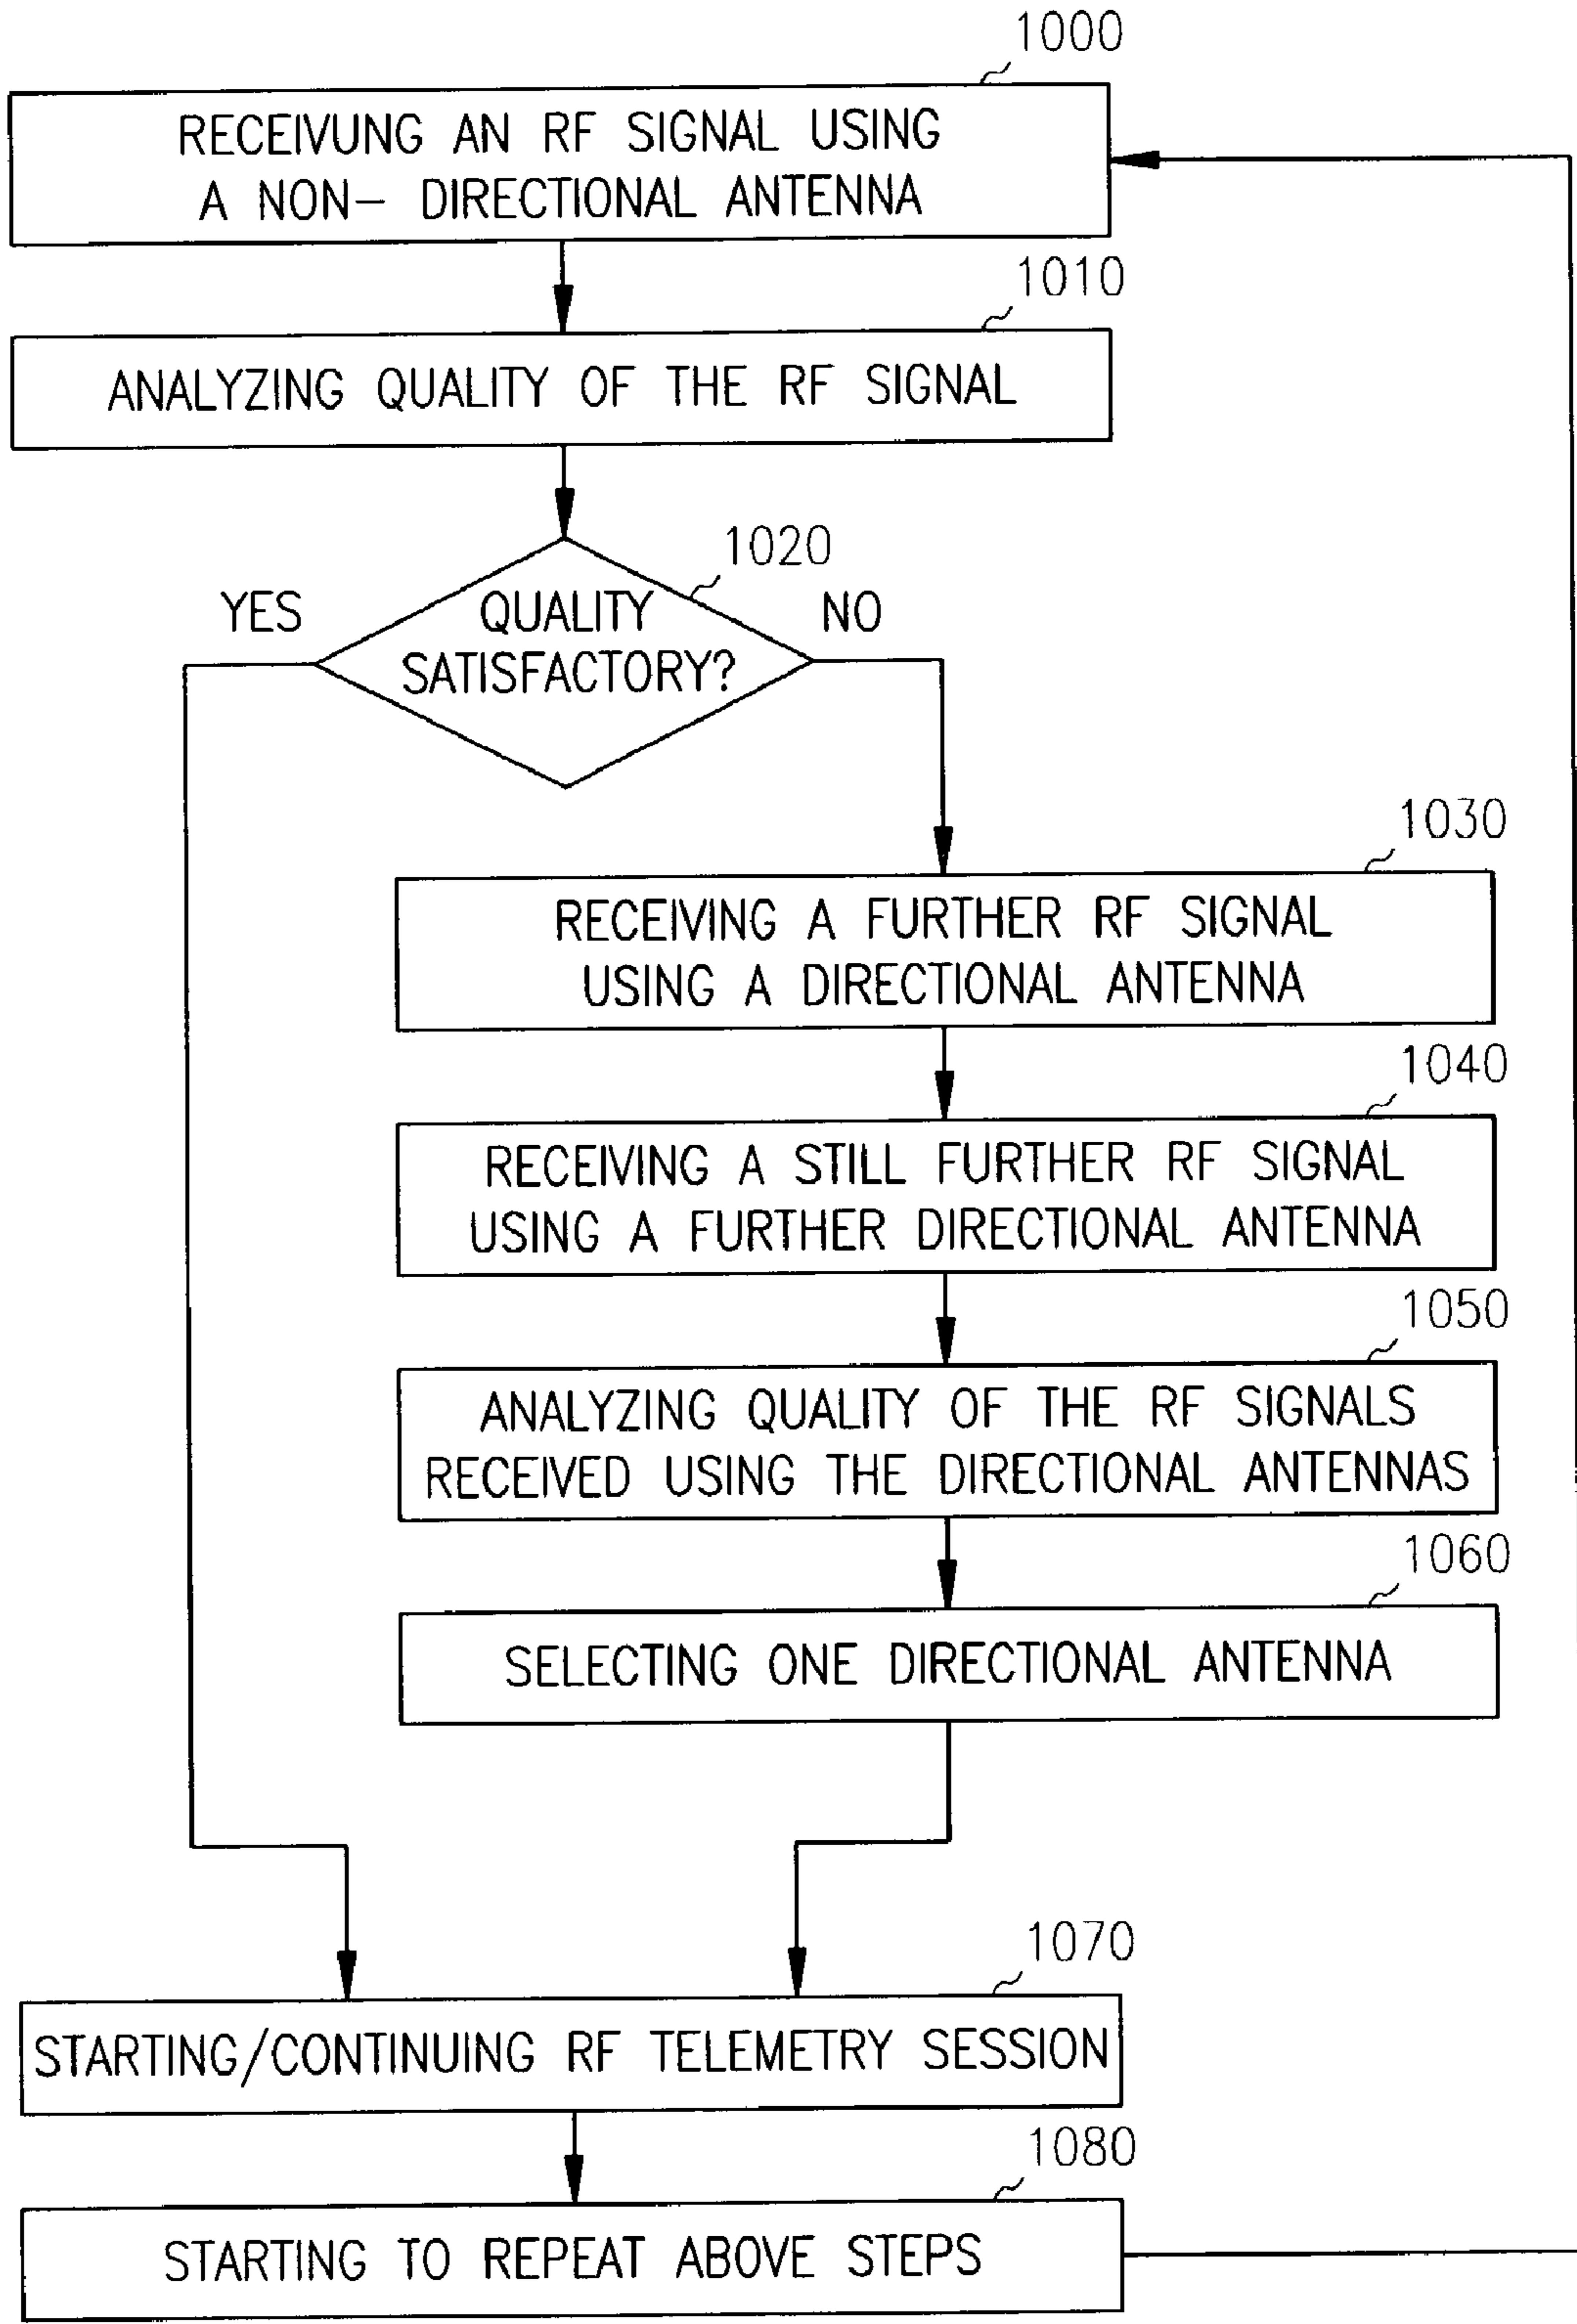 1000
RECEIVUNG AN RF SIGNAL USING
A NON- DIRECTIONAL ANTENNA
1010
ANALYZING QUALITY OF THE RF SIGNAL
1020
YES
QUALITY
SATISFACTORY?
NO
1030
RECEIVING A FURTHER RF SIGNAL
USING A DIRECTIONAL ANTENNA
1040
RECEIVING A STILL FURTHER RF SIGNAL
USING A FURTHER DIRECTIONAL ANTENNA
1050
ANALYZING QUALITY OF THE RF SIGNALS
RECEIVED USING THE DIRECTIONAL ANTENNAS
1060
SELECTING ONE DIRECTIONAL ANTENNA
1070
STARTING/CONTINUING RF TELEMETRY SESSION
1080
STARTING TO REPEAT ABOVE STEPS